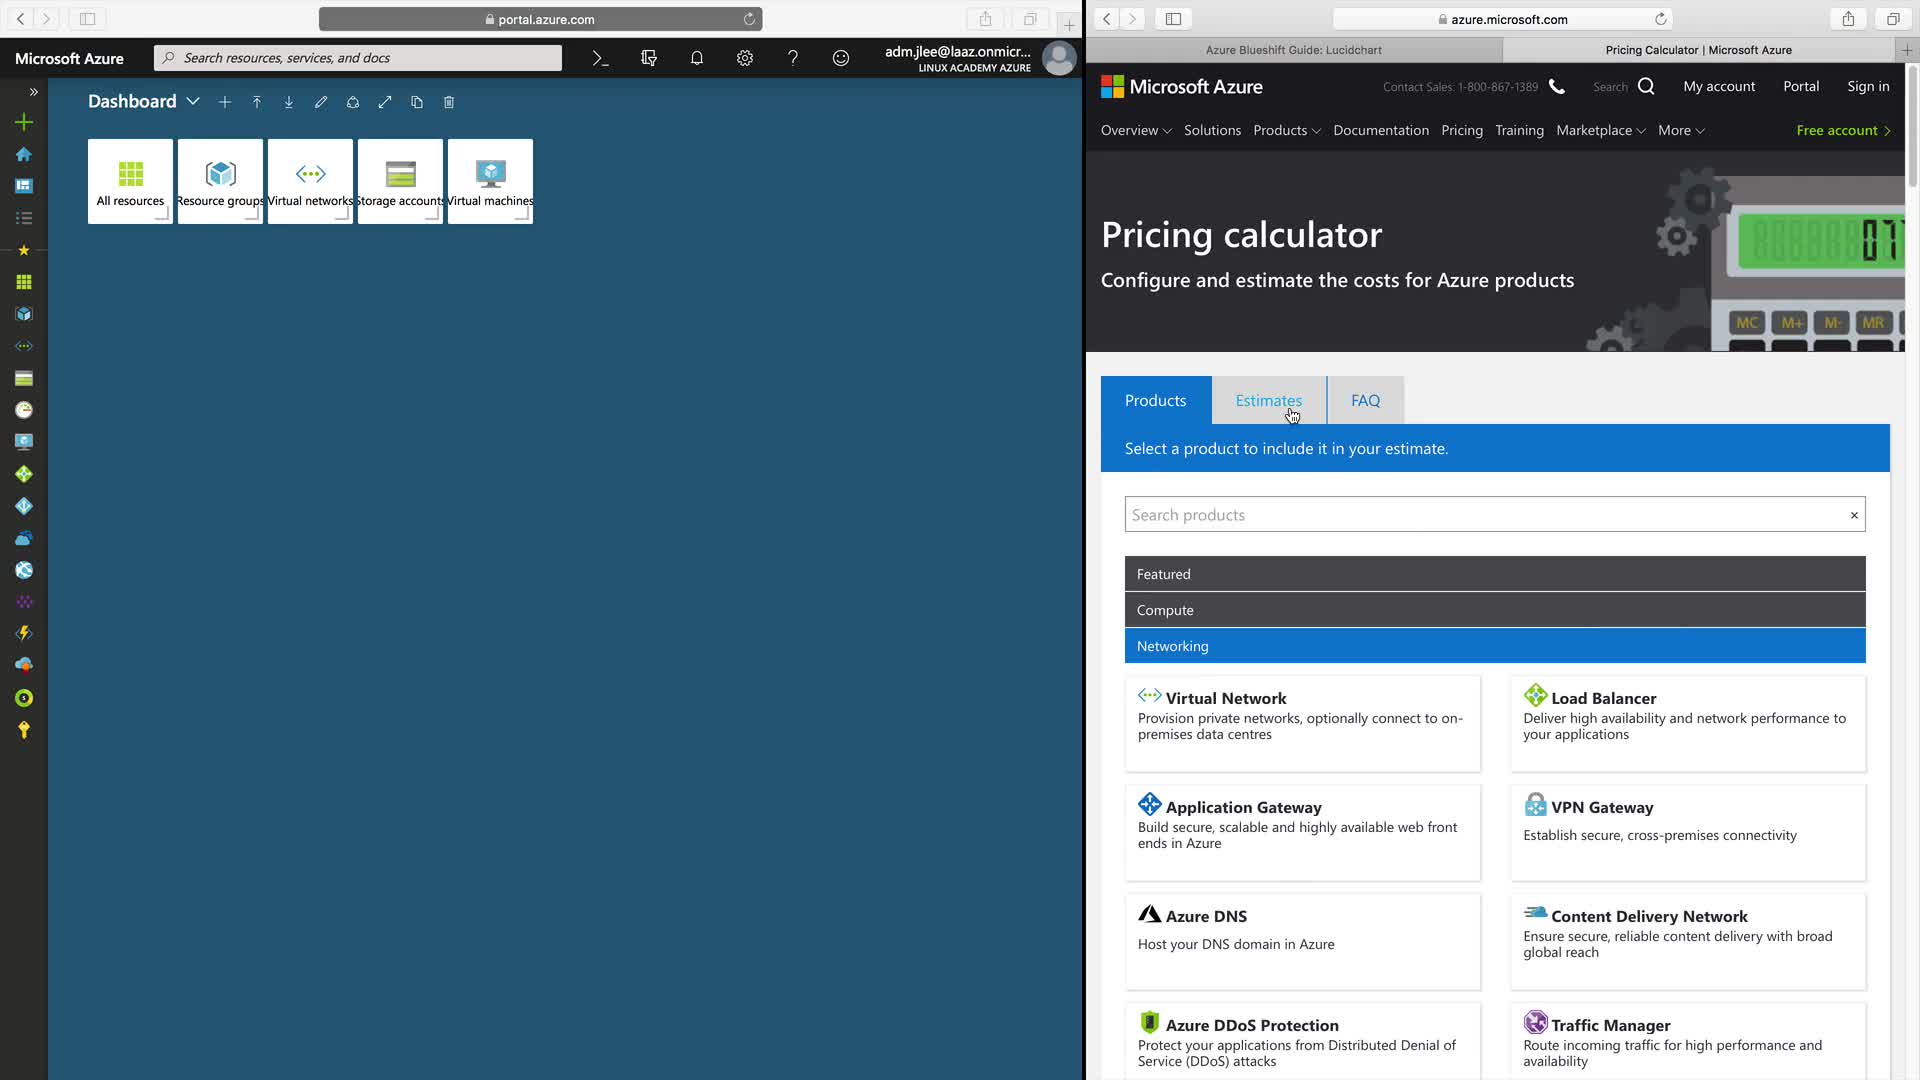 portal.azure.com
Microsoft Azure
Search resources, services, and docs
adm.jlee@laaz.onmicr...
LINUX ACADEMY AZURE
Dashboard
All resources
Resource groups
Virtual networks
Storage accounts
Virtual machines
azure.microsoft.com
Azure Blueshift Guide: Lucidchart
Pricing Calculator | Microsoft Azure
Microsoft Azure
Contact Sales: 1-800-867-1389
Search
My account
Portal
Sign in
Overview
Solutions
Products
Documentation
Pricing
Training
Marketplace
More
Free account
Pricing calculator
Configure and estimate the costs for Azure products
07
MC
M+
M-
MR
Products
Estimates
FAQ
Select a product to include it in your estimate.
Search products
Featured
Compute
Networking
Virtual Network
Provision private networks, optionally connect to on-
premises data centres
Load Balancer
Deliver high availability and network performance to
your applications
Application Gateway
Build secure, scalable and highly available web front
ends in Azure
VPN Gateway
Establish secure, cross-premises connectivity
Azure DNS
Host your DNS domain in Azure
Content Delivery Network
Ensure secure, reliable content delivery with broad
global reach
Azure DDoS Protection
Protect your applications from Distributed Denial of
Service (DDoS) attacks
Traffic Manager
Route incoming traffic for high performance and
availability